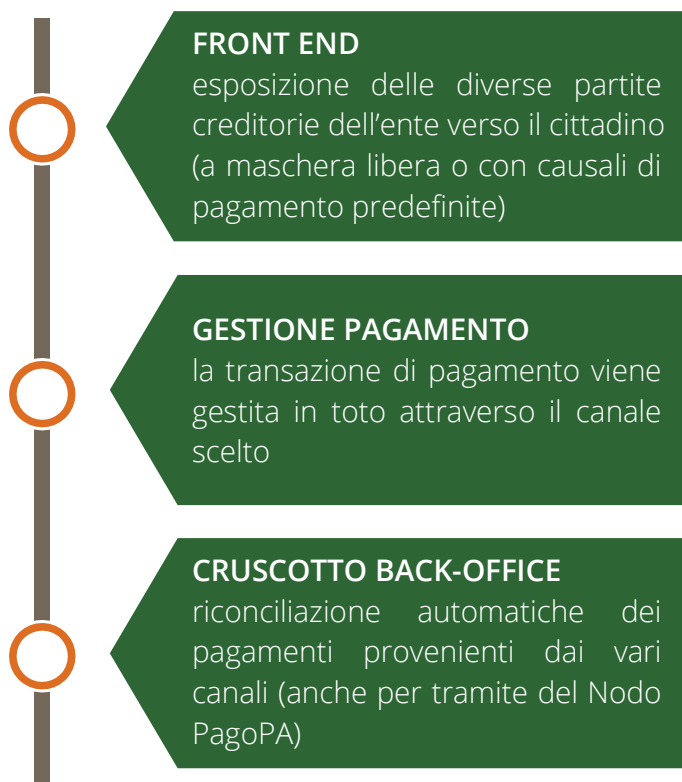 FRONT END
esposizione delle diverse partite
creditorie dell’ente verso il cittadino
(a maschera libera o con causali di
pagamento predefinite)
GESTIONE PAGAMENTO
la transazione di pagamento viene
gestita in toto attraverso il canale
scelto
CRUSCOTTO BACK-OFFICE
riconciliazione automatiche dei
pagamenti provenienti dai vari
canali (anche per tramite del Nodo
PagoPA)